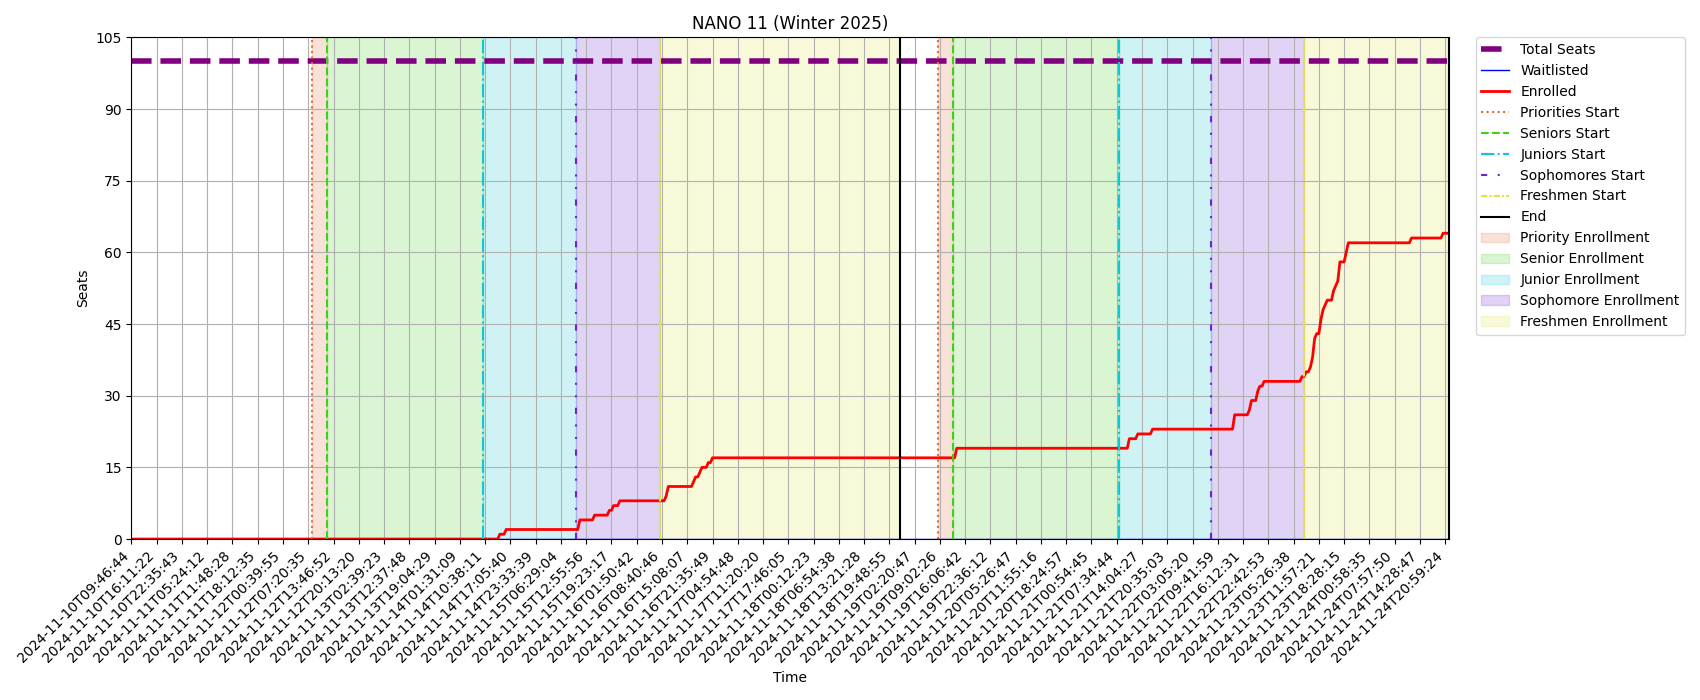 NANO 11 (Winter 2025)
105
90
75
60
45
30
15
0
Seats
2024-11-10T09:46:44
2024-11-10T16:11:22
2024-11-10T22:35:43
2024-11-11T05:24:12
2024-11-11T11:48:28
2024-11-11T18:12:35
2024-11-12T00:39:55
2024-11-12T07:20:35
2024-11-12T13:46:52
2024-11-12T20:13:20
2024-11-13T02:39:23
2024-11-13T12:37:48
2024-11-13T19:04:29
2024-11-14T01:31:09
2024-11-14T10:38:11
2024-11-14T17:05:40
2024-11-14T23:33:39
2024-11-15T06:29:04
2024-11-15T12:55:56
2024-11-15T19:23:17
2024-11-16T01:50:42
2024-11-16T08:40:46
2024-11-16T15:08:07
2024-11-16T21:35:49
2024-11-17T04:54:48
2024-11-17T11:20:20
2024-11-17T17:46:05
2024-11-18T00:12:23
2024-11-18T06:54:38
2024-11-18T13:21:28
2024-11-18T19:48:55
2024-11-19T02:20:47
2024-11-19T09:02:26
2024-11-19T16:06:42
2024-11-19T22:36:12
2024-11-20T05:26:47
2024-11-20T11:55:16
2024-11-20T18:24:57
2024-11-21T00:54:45
2024-11-21T07:34:44
2024-11-21T14:04:27
2024-11-21T20:35:03
2024-11-22T03:05:20
2024-11-22T09:41:59
2024-11-22T16:12:31
2024-11-22T22:42:53
2024-11-23T05:26:38
2024-11-23T11:57:21
2024-11-23T18:28:15
2024-11-24T00:58:35
2024-11-24T07:57:50
2024-11-24T14:28:47
2024-11-24T20:59:24
Time
Total Seats
Waitlisted
Enrolled
Priorities Start
Seniors Start
Juniors Start
Sophomores Start
Freshmen Start
End
Priority Enrollment
Senior Enrollment
Junior Enrollment
Sophomore Enrollment
Freshmen Enrollment